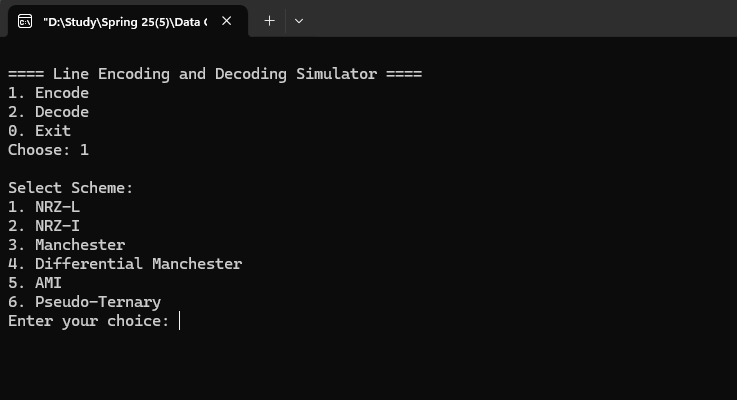 "D:\Study\Spring 25(5)\Data (
==== Line Encoding and Decoding Simulator ====
1. Encode
2. Decode
0. Exit
Choose: 1
Select Scheme:
1. NRZ-L
2. NRZ-I
3. Manchester
4. Differential Manchester
5. AMI
6. Pseudo-Ternary
Enter your choice: